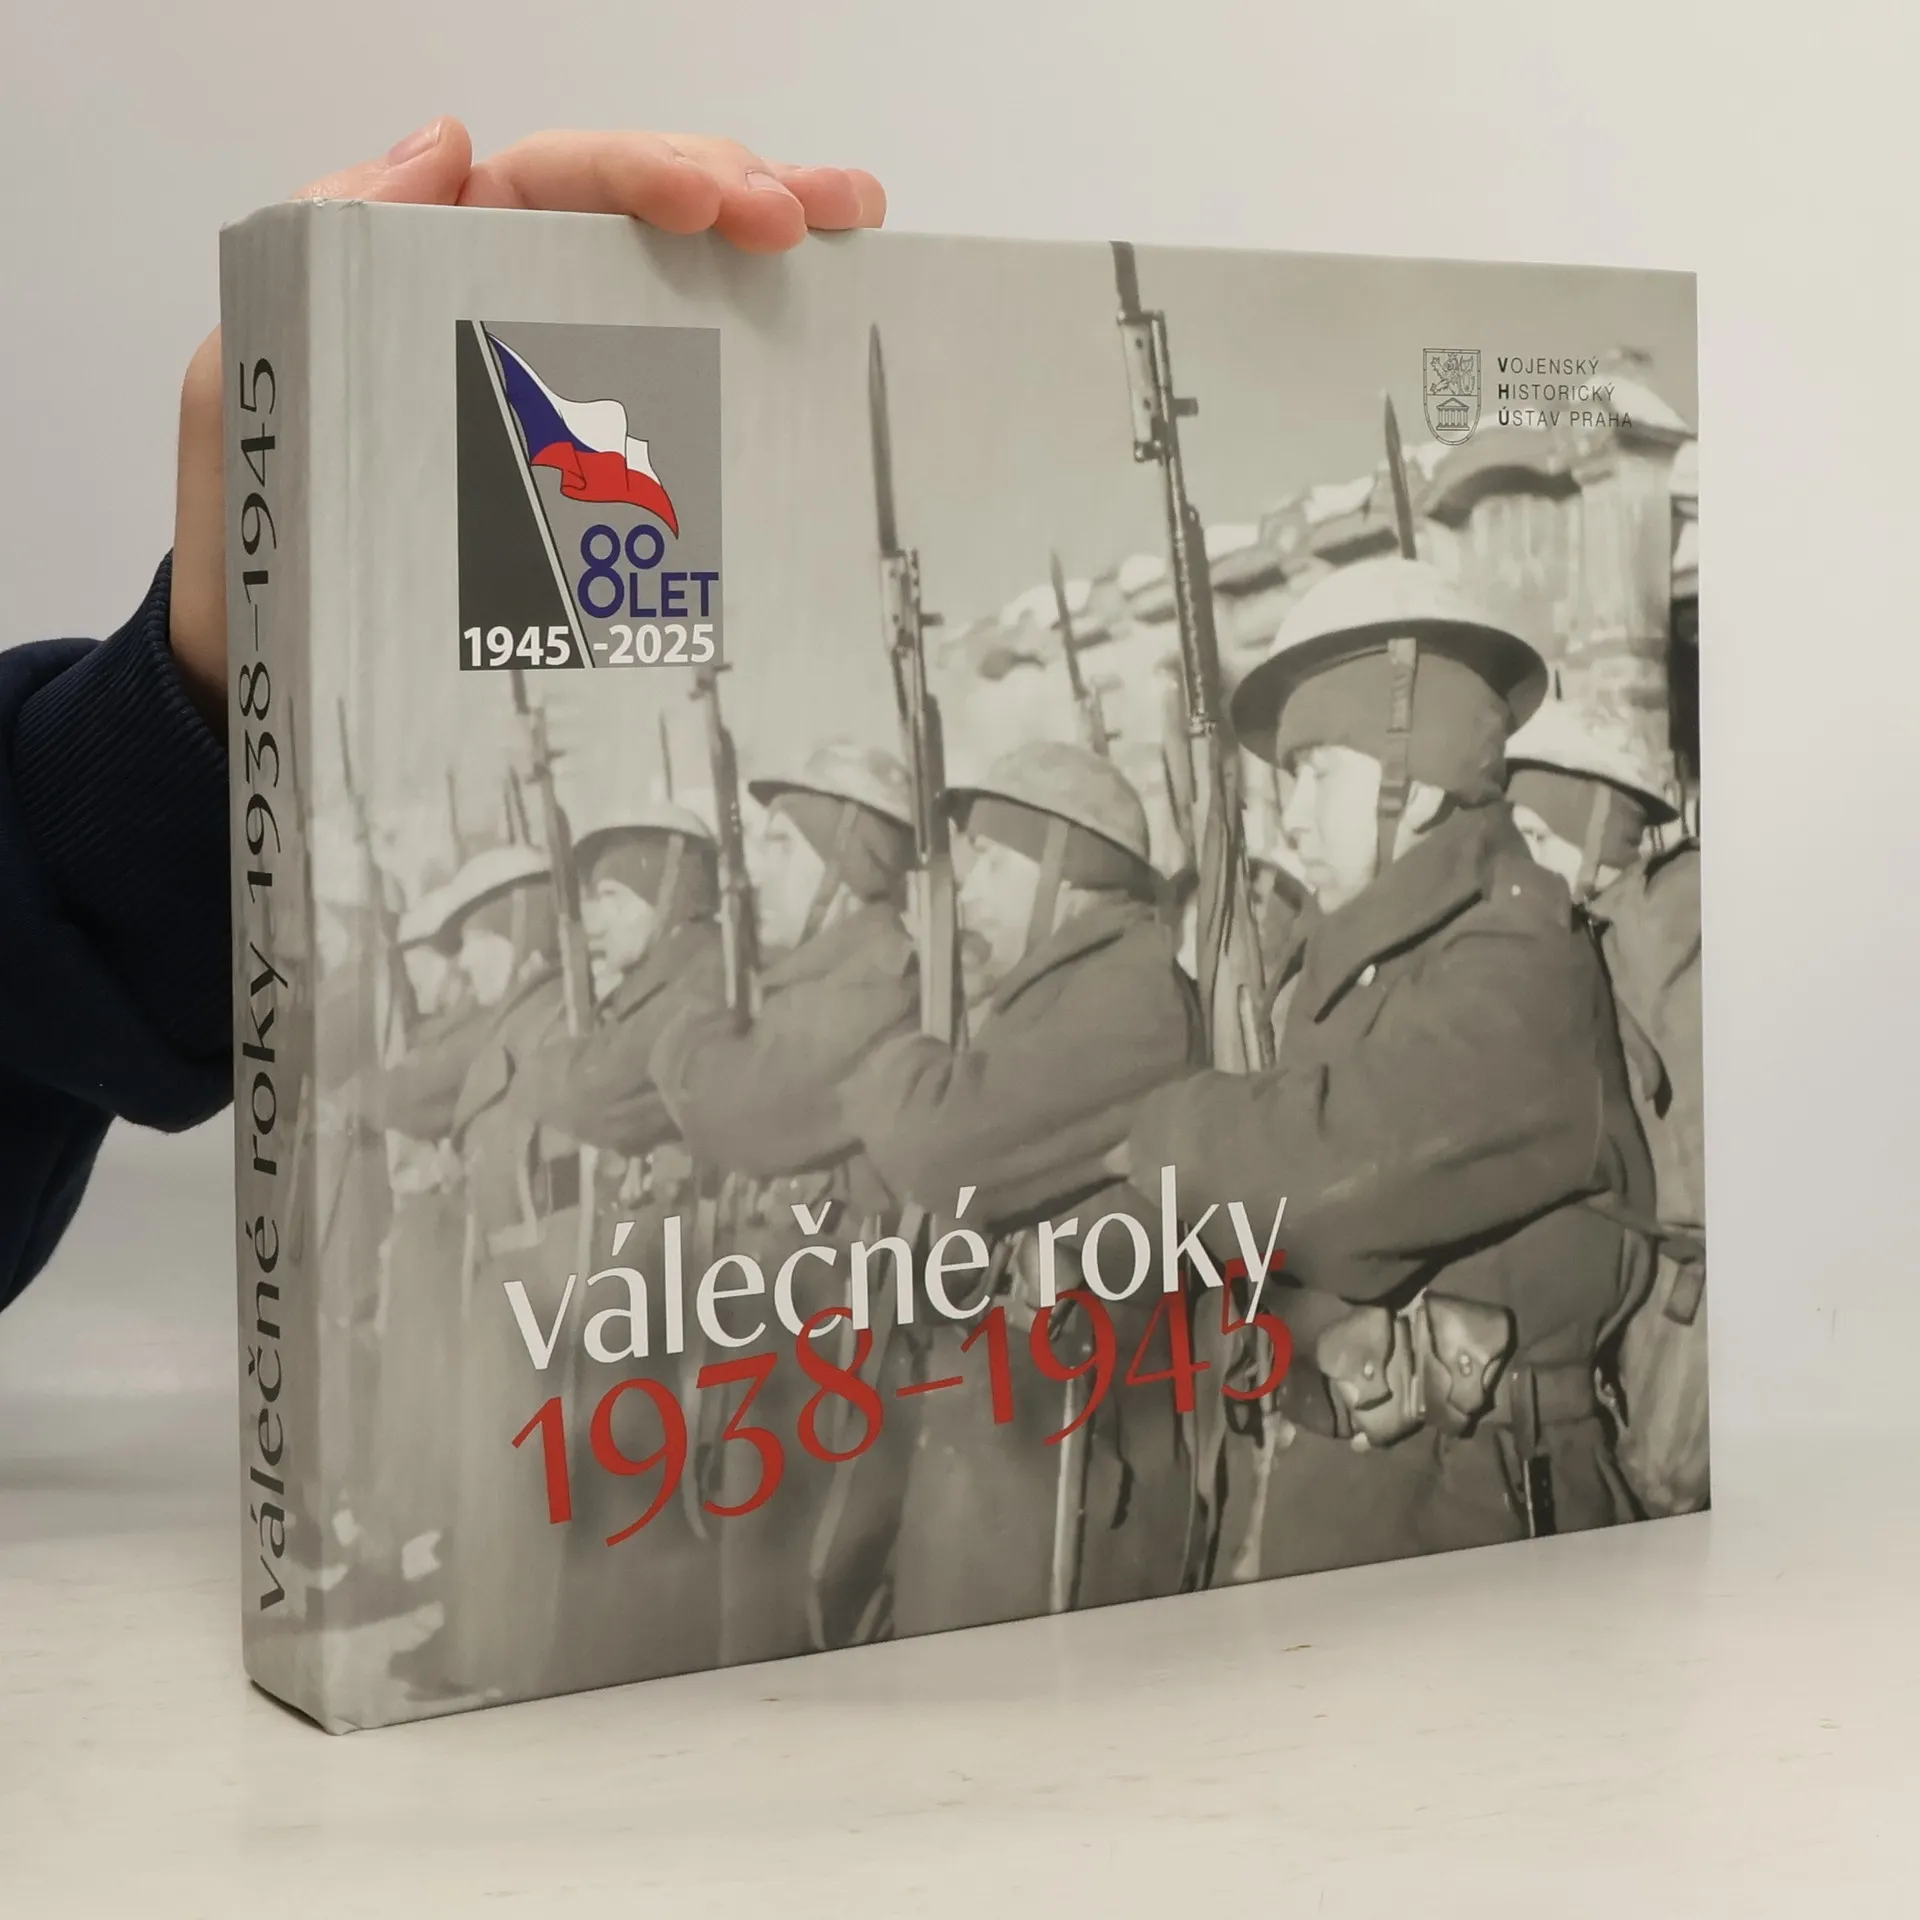 válečné roky 1938–1945
80
LET
1945-2025
VOJENSKÝ
HISTORICKÝ
ÚSTAV PRAHA
válečné roky
1938–1945